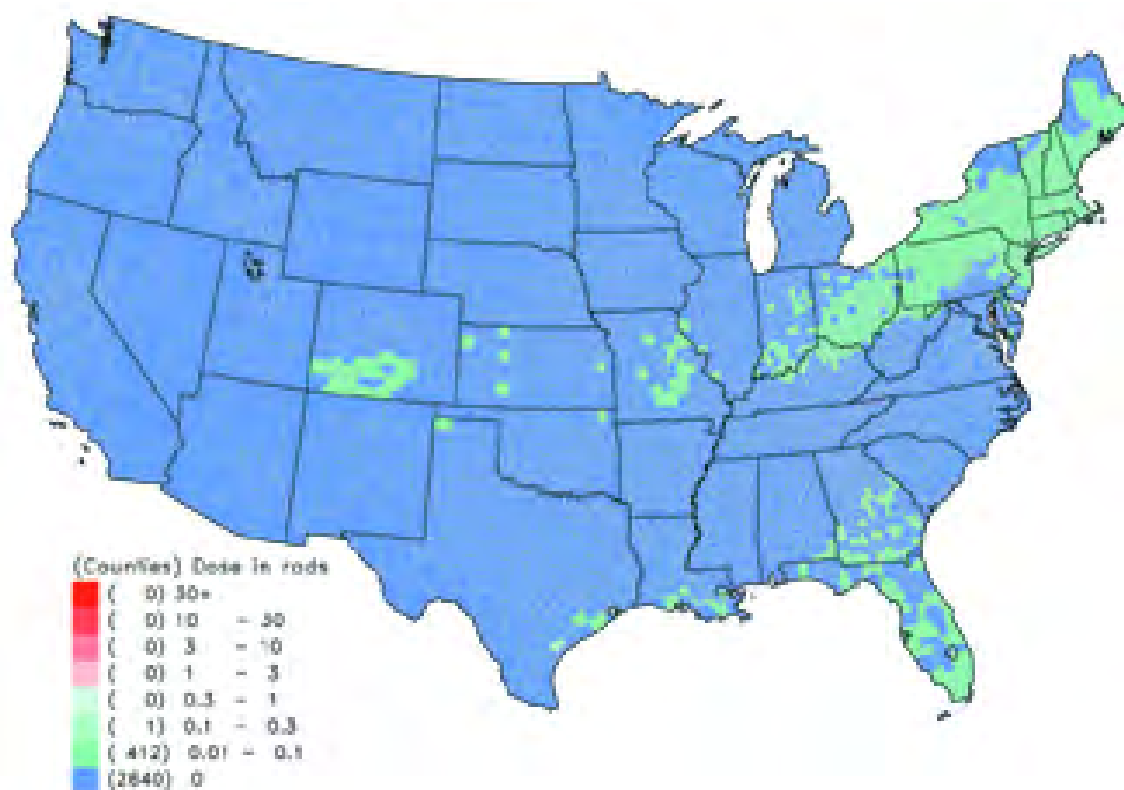 (Counties) Dose in rads
( 0) 30+
( 0) 10 - 30
( 0) 3 - 10
( 0) 1 - 3
( 0) 0.3 - 1
( 1) 0.1 - 0.3
( 412) 0.01 - 0.1
(2640) 0